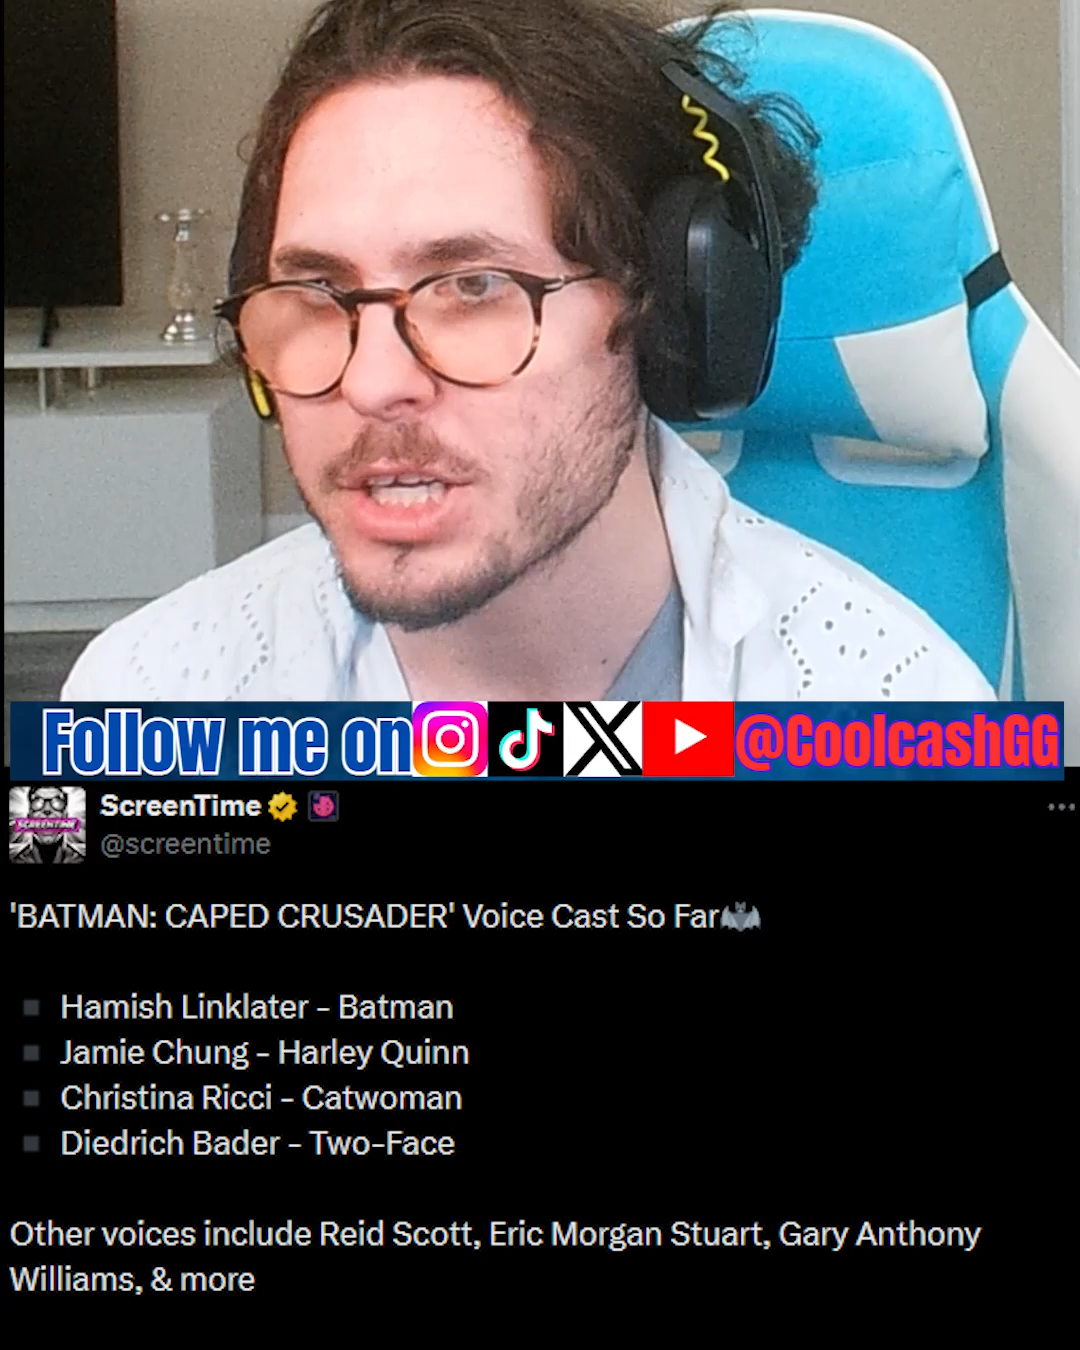 Follow me on @CoolcashGG
SCREENTIME
ScreenTime
@screentime
'BATMAN: CAPED CRUSADER' Voice Cast So Far🦇
▪ Hamish Linklater - Batman
▪ Jamie Chung - Harley Quinn
▪ Christina Ricci - Catwoman
▪ Diedrich Bader - Two-Face
Other voices include Reid Scott, Eric Morgan Stuart, Gary Anthony
Williams, & more